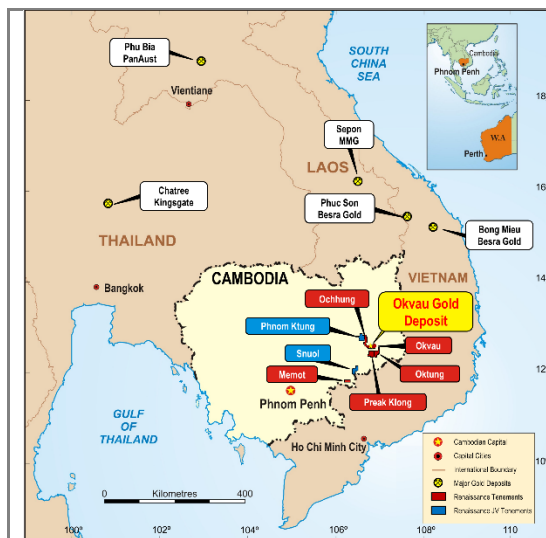 Phu Bia
PanAust
SOUTH
CHINA
SEA
Cambodia
Phnom Penh
W.A
Perth
Vientiane
Sepon
MMG
LAOS
18°
Chatree
Kingsgate
Phuc Son
Besra Gold
16°
Bong Mieu
Besra Gold
THAILAND
VIETNAM
CAMBODIA
14°
Bangkok
Ochhung
Okvau Gold
Deposit
Phnom Ktung
Okvau
Snuol
Memot
Oktung
12°
Preak Klong
Phnom Penh
GULF
OF
THAILAND
Ho Chi Minh City
10°
Cambodian Capital
Capital Cities
International Boundary
Major Gold Deposits
Renaissance Tenements
Renaissance JV Tenements
0 Kilometres 400
100° 102° 104° 106° 108° 110